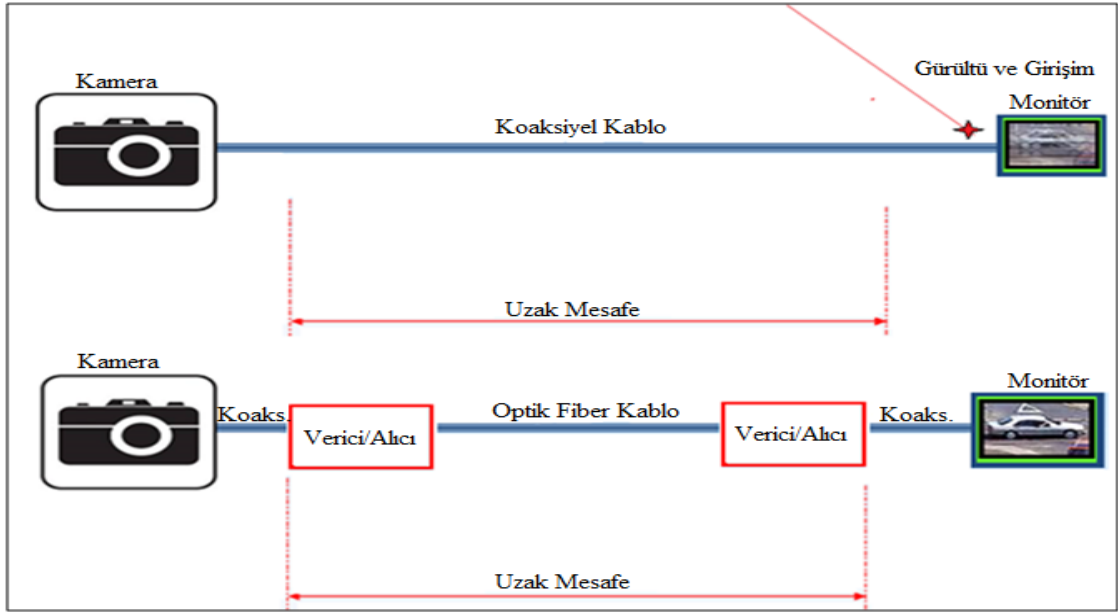 Gürültü ve Girişim
Kamera
Monitör
Koaksiyel Kablo
Uzak Mesafe
Kamera
Monitör
Koaks.
Optik Fiber Kablo
Koaks.
Verici/Alıcı
Verici/Alıcı
Uzak Mesafe